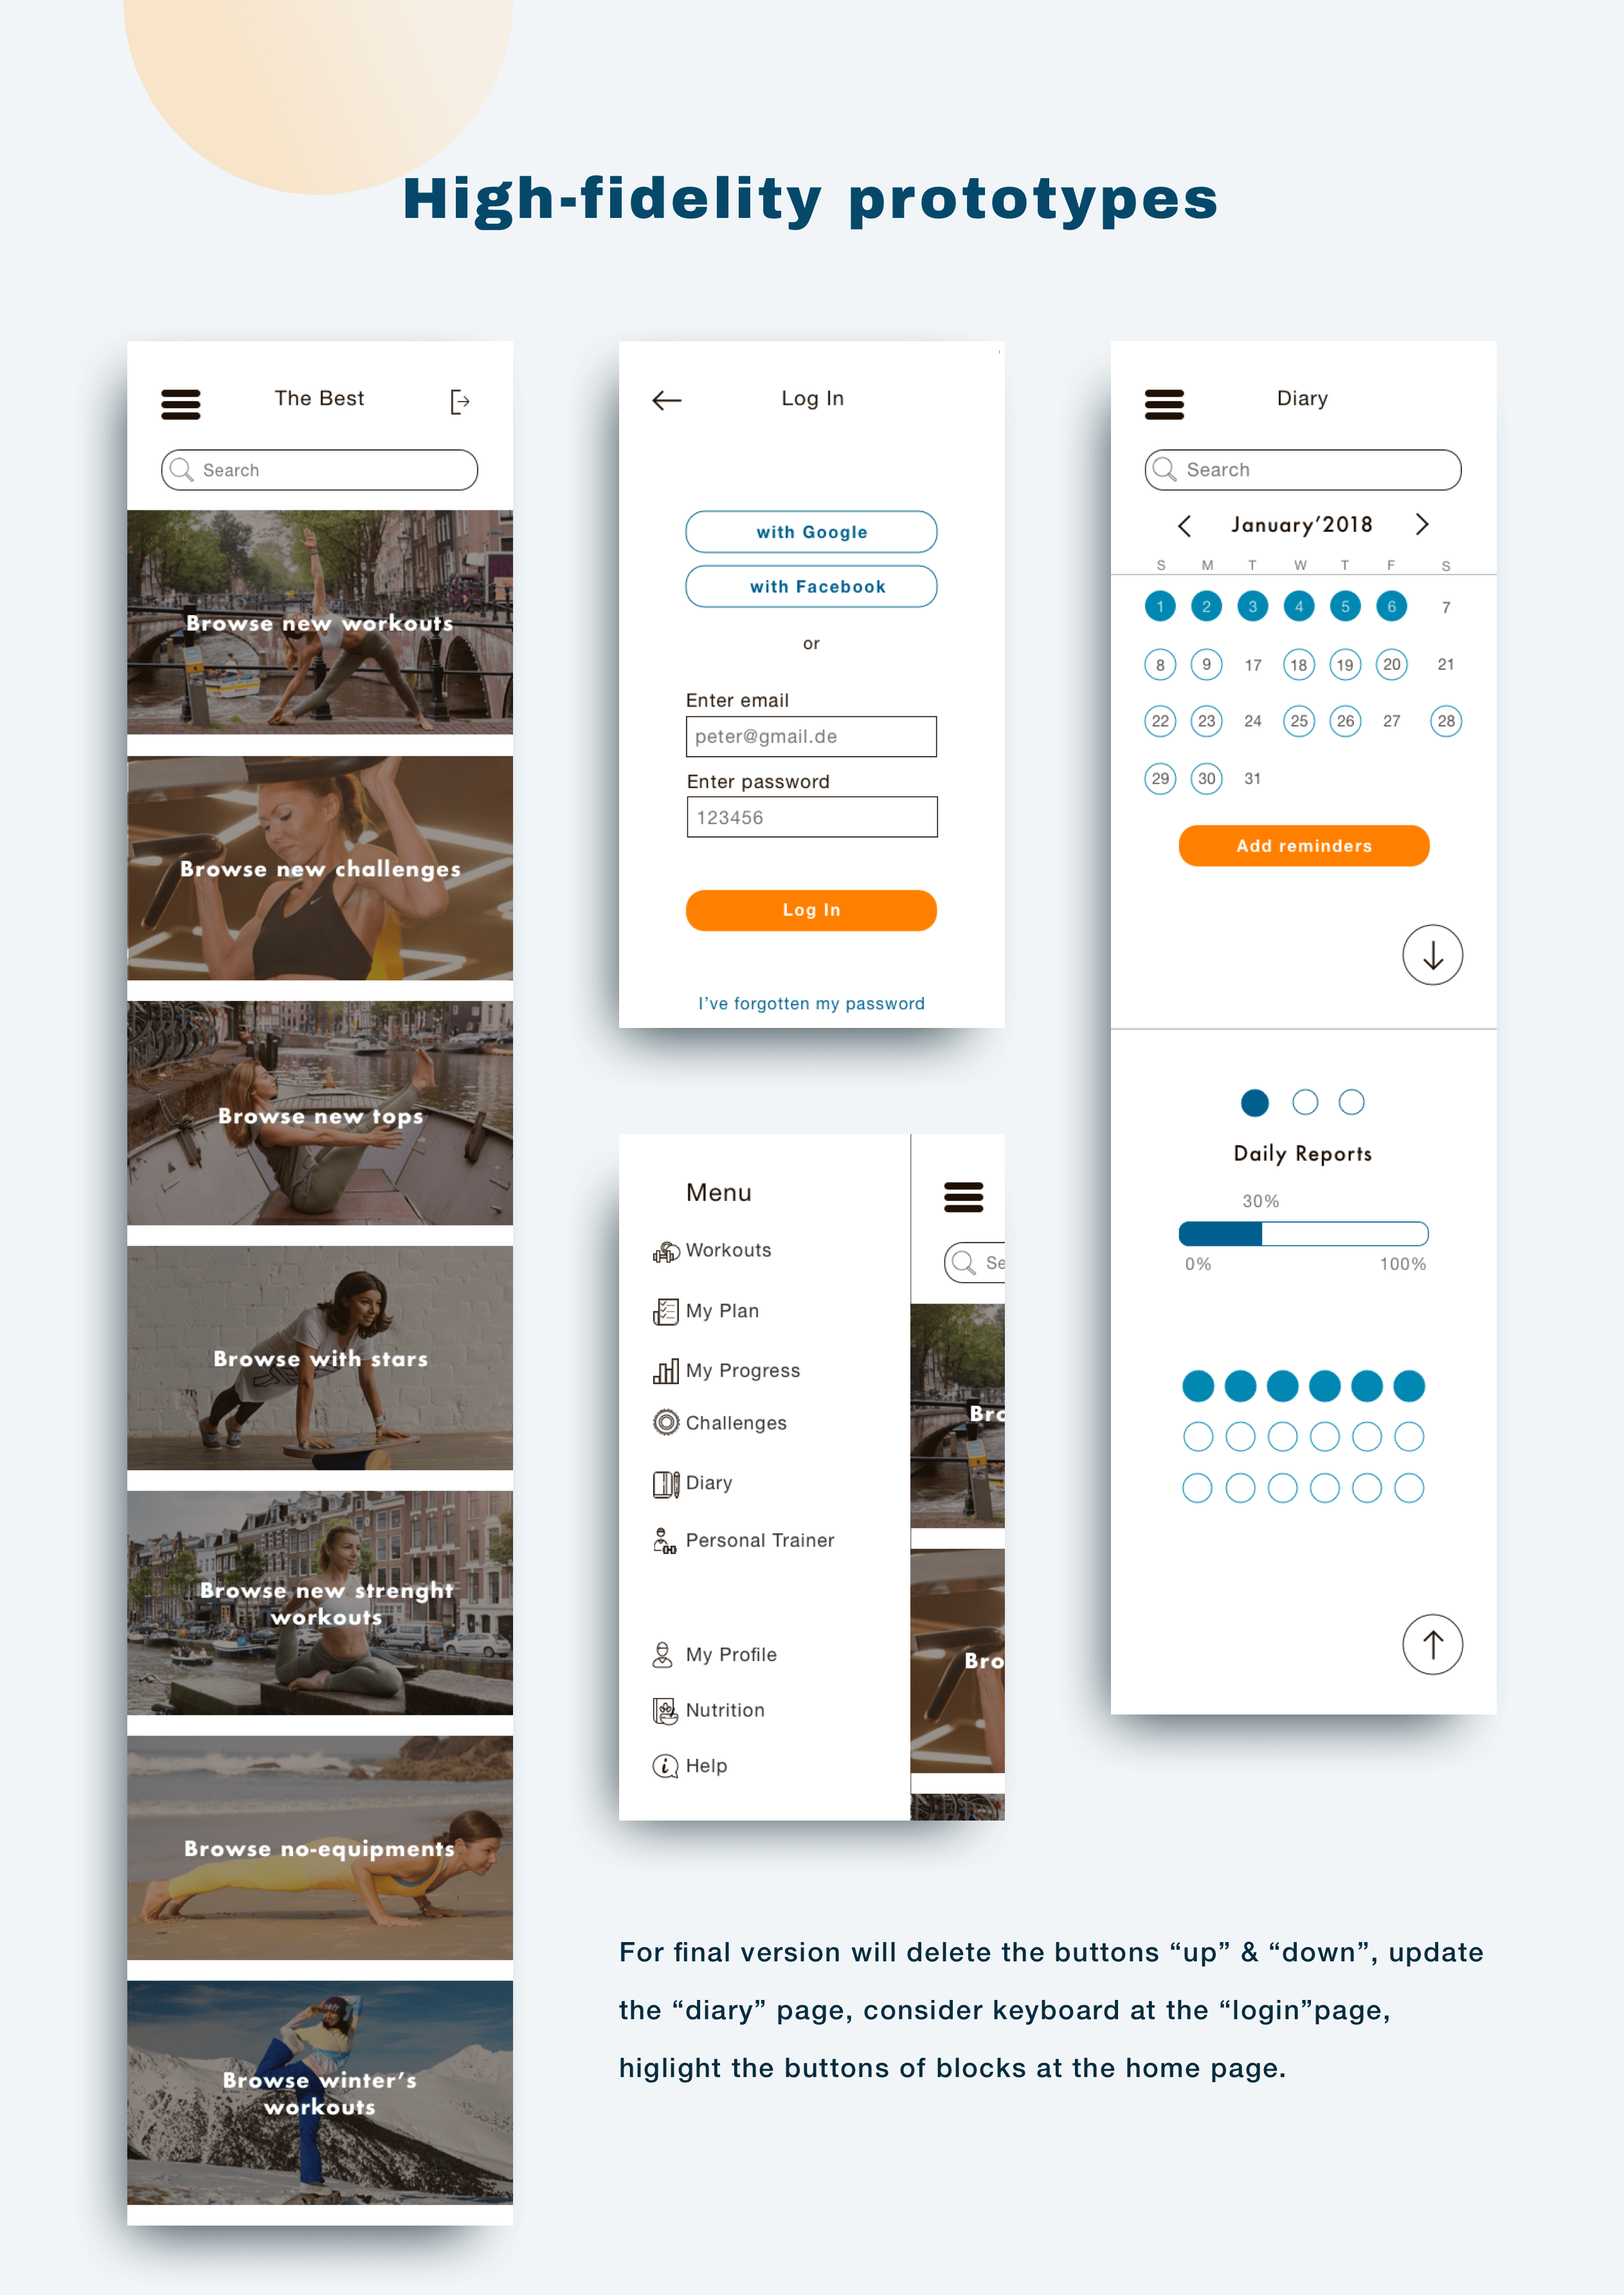 High-fidelity prototypes
The Best
Search
Browse new workouts
Browse new challenges
Browse new tops
Browse with stars
Browse new strenght
workouts
Browse no-equipments
Browse winter's
workouts
Log In
with Google
with Facebook
or
Enter email
peter@gmail.de
Enter password
123456
Log In
I've forgotten my password
Menu
Workouts
My Plan
My Progress
Challenges
Diary
Personal Trainer
My Profile
Nutrition
Help
Se
Bro
Bro
Diary
Search
January'2018
S M T W T F S
1 2 3 4 5 6 7
8 9 17 18 19 20 21
22 23 24 25 26 27 28
29 30 31
Add reminders
Daily Reports
30%
0% 100%
For final version will delete the buttons “up” & “down”, update
the “diary” page, consider keyboard at the “login”page,
higlight the buttons of blocks at the home page.